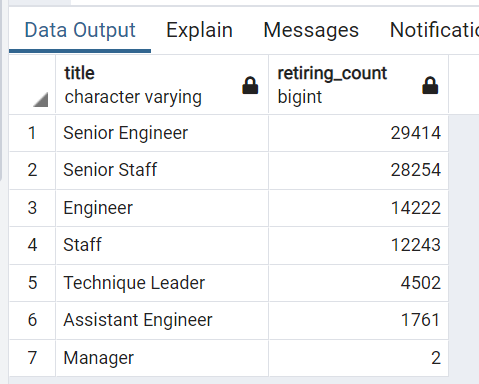 Data Output Explain Messages Notificatio
title retiring_count
character varying bigint
1 Senior Engineer 29414
2 Senior Staff 28254
3 Engineer 14222
4 Staff 12243
5 Technique Leader 4502
6 Assistant Engineer 1761
7 Manager 2